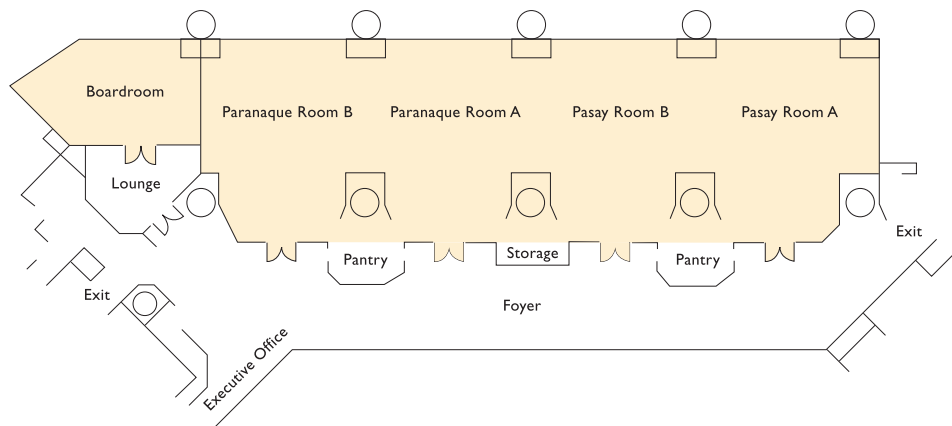 Boardroom
Paranaque Room B
Paranaque Room A
Pasay Room B
Pasay Room A
Lounge
Exit
Pantry
Storage
Pantry
Exit
Foyer
Executive Office